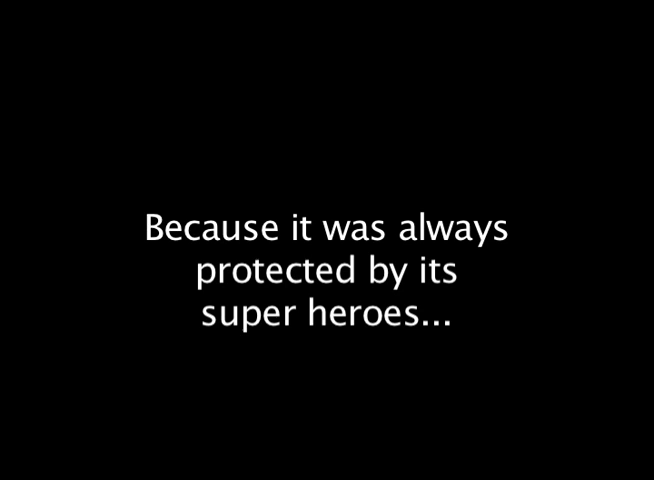 Because it was always
protected by its
super heroes...